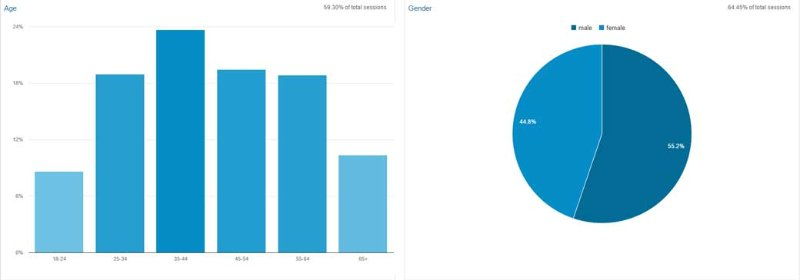 Age
59.30% of total sessions
24%
18%
12%
6%
0%
18-24
25-34
35-44
45-54
55-64
65+
Gender
64.45% of total sessions
male female
44.8%
55.2%